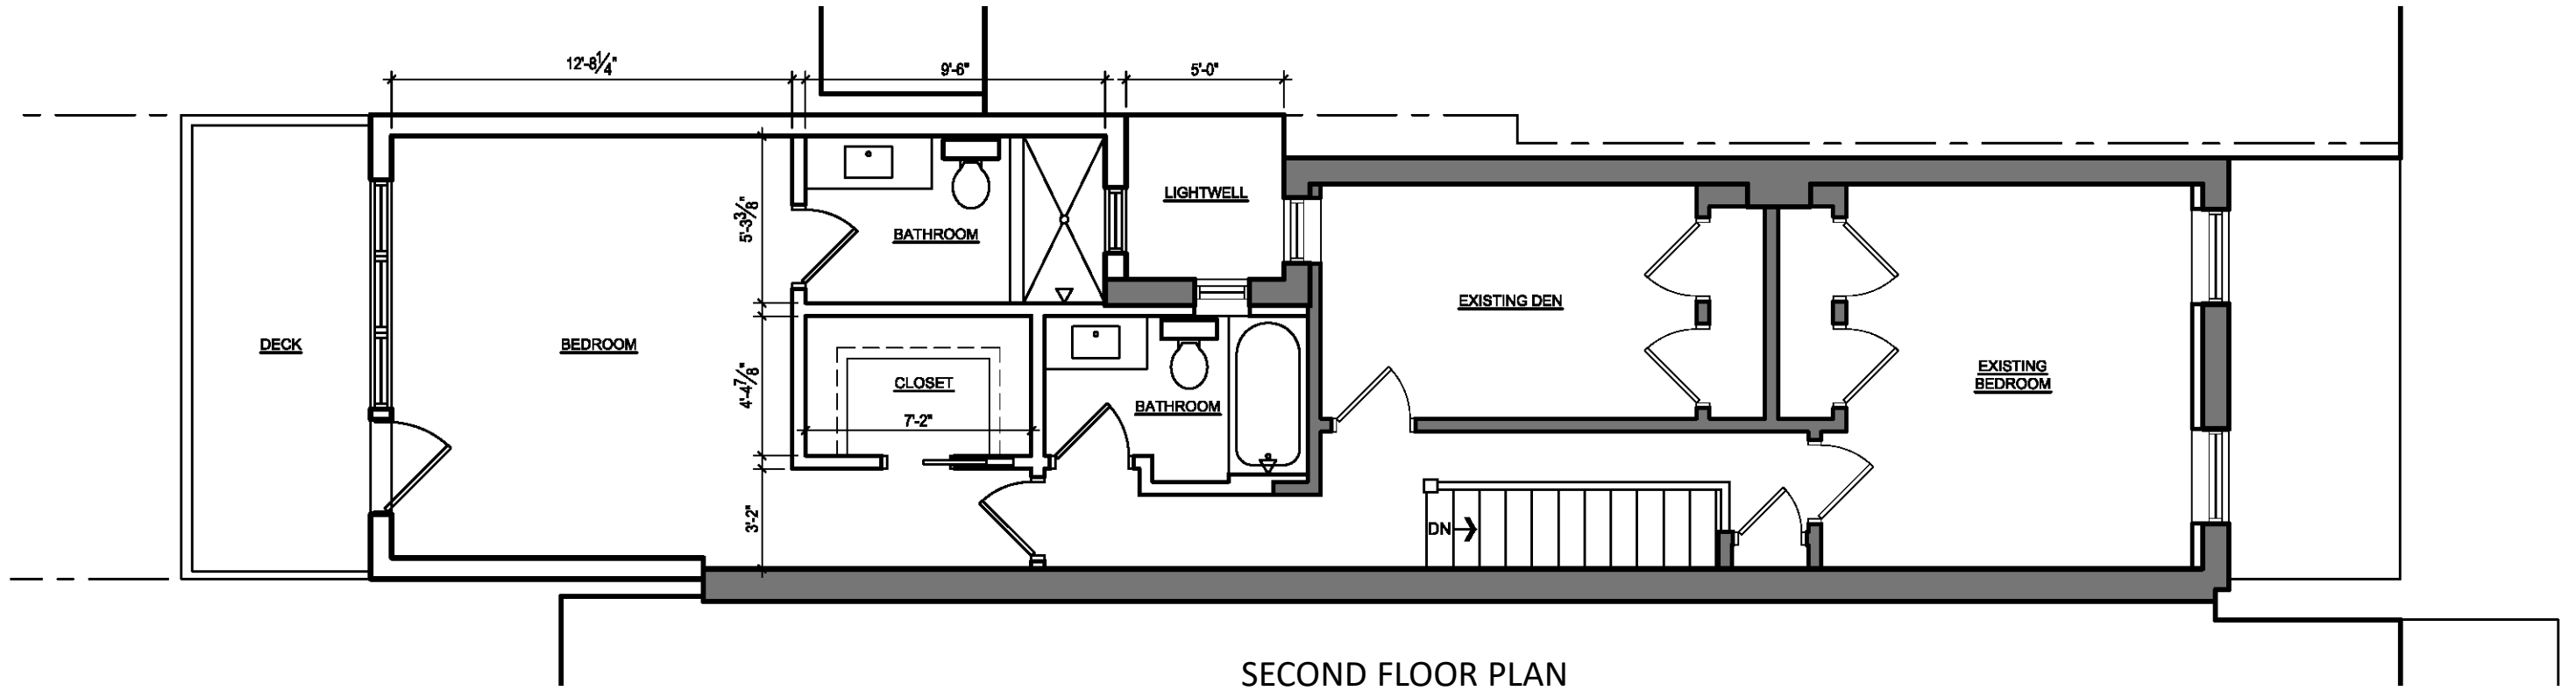 12'-8 1/4"
9'-6"
5'-0"
5'-3 3/8"
LIGHTWELL
BATHROOM
EXISTING DEN
DECK
BEDROOM
4'-4 7/8"
CLOSET
7'-2"
BATHROOM
EXISTING
BEDROOM
3'-2"
DN
SECOND FLOOR PLAN